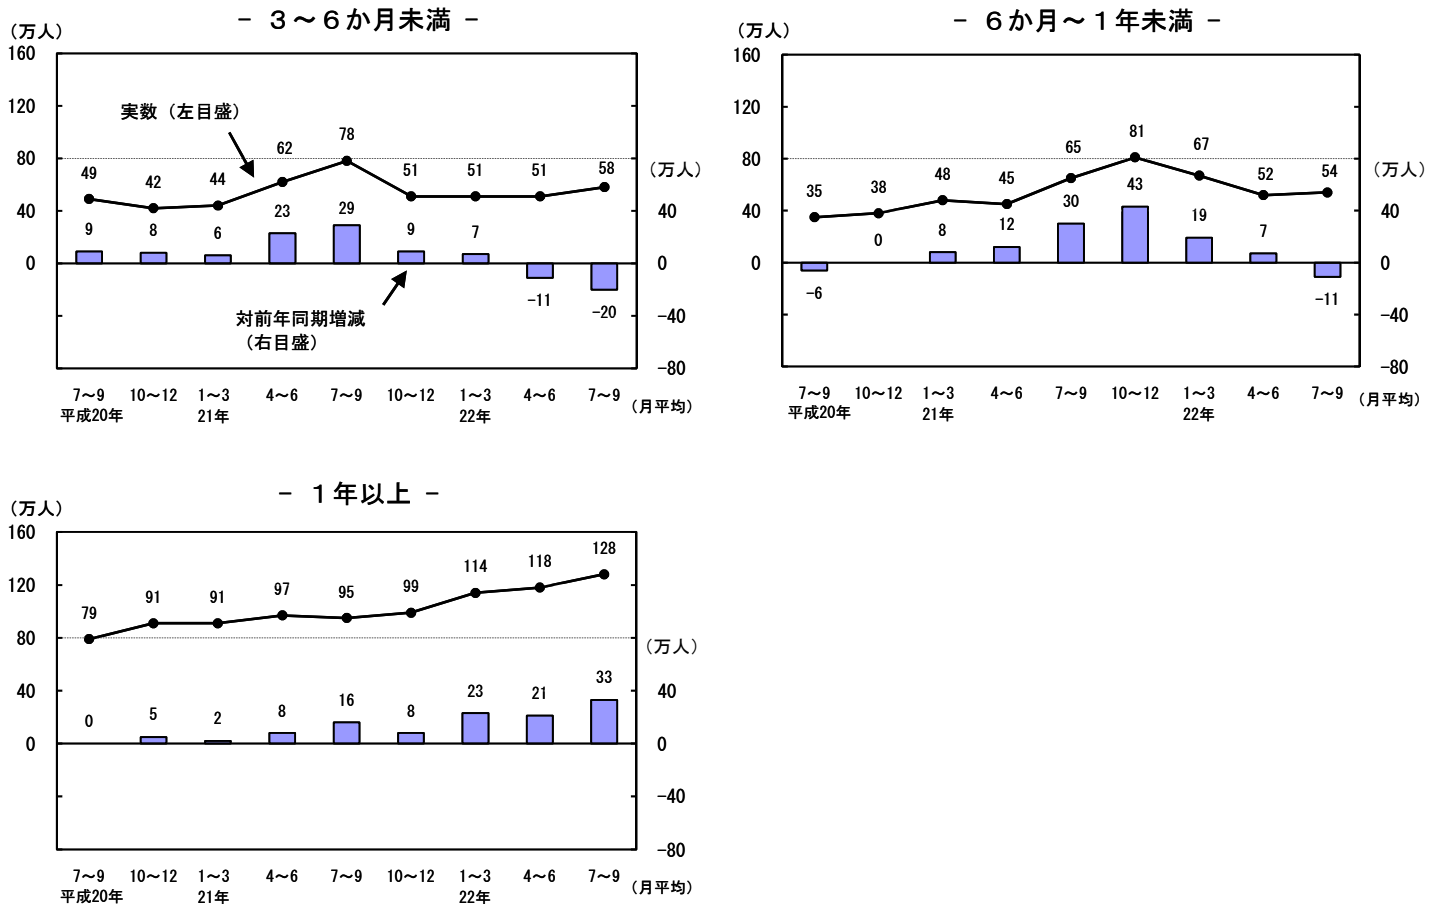 - ３～６か月未満 -
（万人）
160
120
80
40
0
実数（左目盛）
49 42 44 62 78 51 51 51 58
9 8 6 23 29 9 7 -11 -20
対前年同期増減
（右目盛）
（万人）
40
0
-40
-80
7～9 10～12 1～3 4～6 7～9 10～12 1～3 4～6 7～9
平成20年 21年 22年
（月平均）
- ６か月～１年未満 -
（万人）
160
120
80
40
0
35 38 48 45 65 81 67 52 54
-6 0 8 12 30 43 19 7 -11
（万人）
40
0
-40
-80
7～9 10～12 1～3 4～6 7～9 10～12 1～3 4～6 7～9
平成20年 21年 22年
（月平均）
- １年以上 -
（万人）
160
120
80
40
0
79 91 91 97 95 99 114 118 128
0 5 2 8 16 8 23 21 33
（万人）
40
0
-40
-80
7～9 10～12 1～3 4～6 7～9 10～12 1～3 4～6 7～9
平成20年 21年 22年
（月平均）